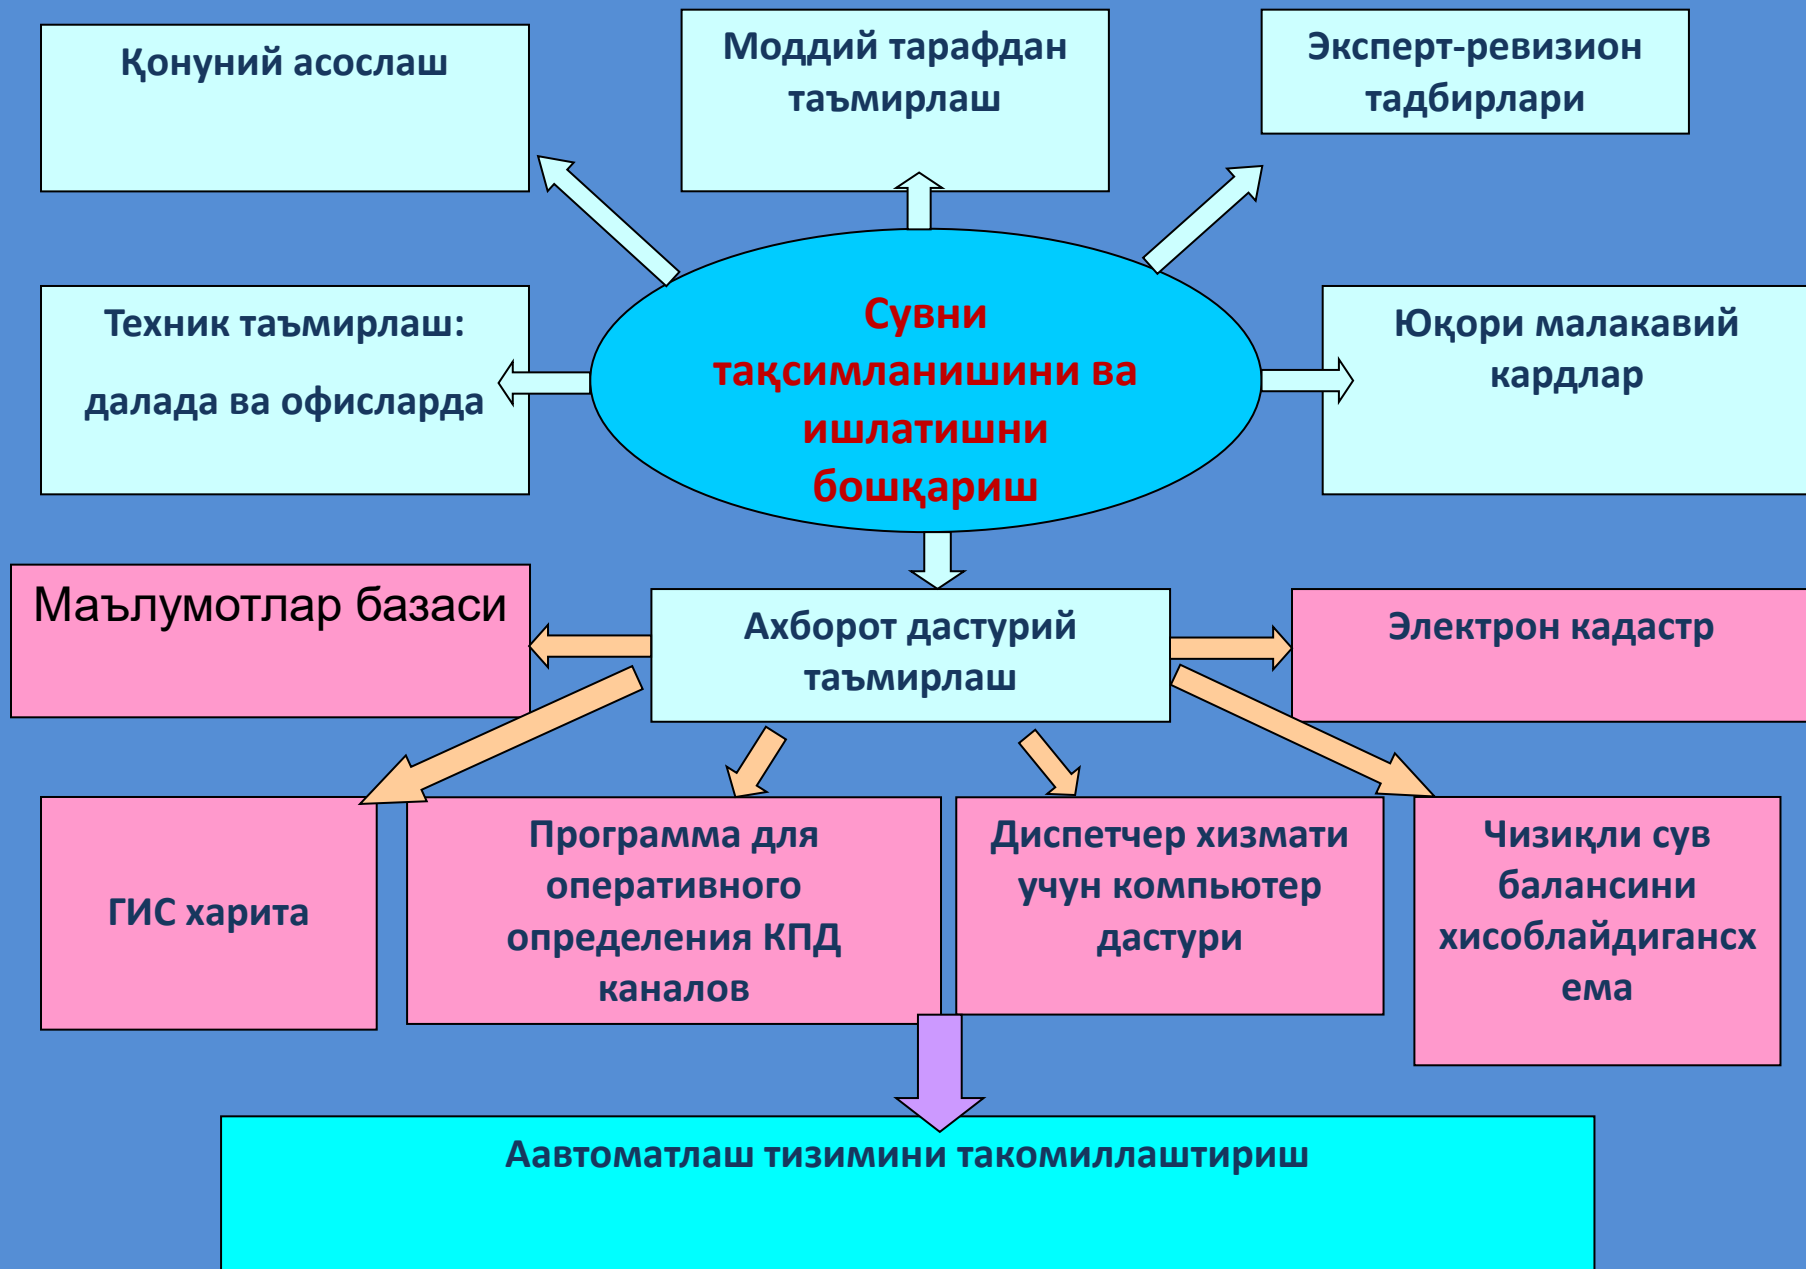 Қонуний асослаш
Моддий тарафдан
таъмирлаш
Эксперт-ревизион
тадбирлари
Техник таъмирлаш:
далада ва офисларда
Сувни
тақсимланишини ва
ишлатишни
бошқариш
Юқори малакавий
кардлар
Маълумотлар базаси
Ахборот дастурий
таъмирлаш
Электрон кадастр
ГИС харита
Программа для
оперативного
определения КПД
каналов
Диспетчер хизмати
учун компьютер
дастури
Чизиқли сув
балансини
хисоблайдигансх
ема
Аавтоматлаш тизимини такомиллаштириш